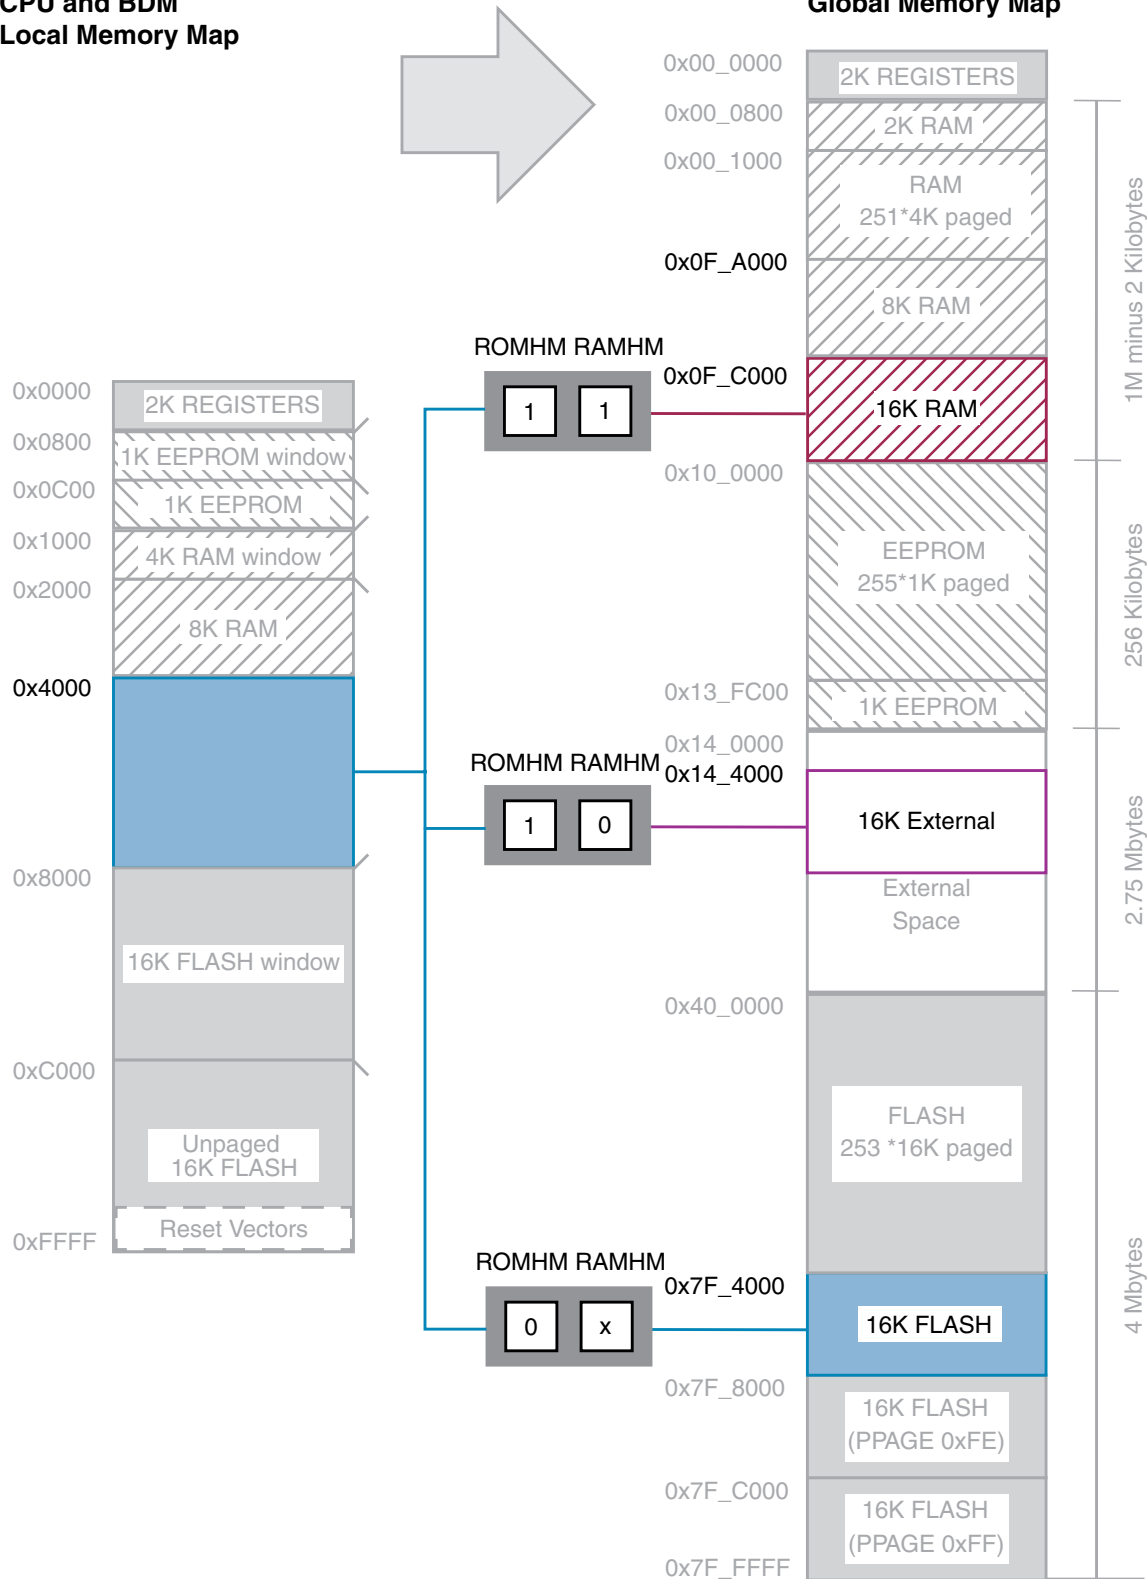 CPU and BDM
Local Memory Map
Global Memory Map
0x0000
2K REGISTERS
0x0800
1K EEPROM window
0x0C00
1K EEPROM
0x1000
4K RAM window
0x2000
8K RAM
0x4000
0x8000
16K FLASH window
0xC000
Unpaged
16K FLASH
Reset Vectors
0xFFFF
ROMHM RAMHM
1 1
ROMHM RAMHM
1 0
ROMHM RAMHM
0 x
0x00_0000
2K REGISTERS
0x00_0800
2K RAM
0x00_1000
RAM
251*4K paged
0x0F_A000
8K RAM
0x0F_C000
16K RAM
0x10_0000
EEPROM
255*1K paged
0x13_FC00
1K EEPROM
0x14_0000
0x14_4000
16K External
External
Space
0x40_0000
FLASH
253 *16K paged
0x7F_4000
16K FLASH
0x7F_8000
16K FLASH
(PPAGE 0xFE)
0x7F_C000
16K FLASH
(PPAGE 0xFF)
0x7F_FFFF
1M minus 2 Kilobytes
256 Kilobytes
2.75 Mbytes
4 Mbytes